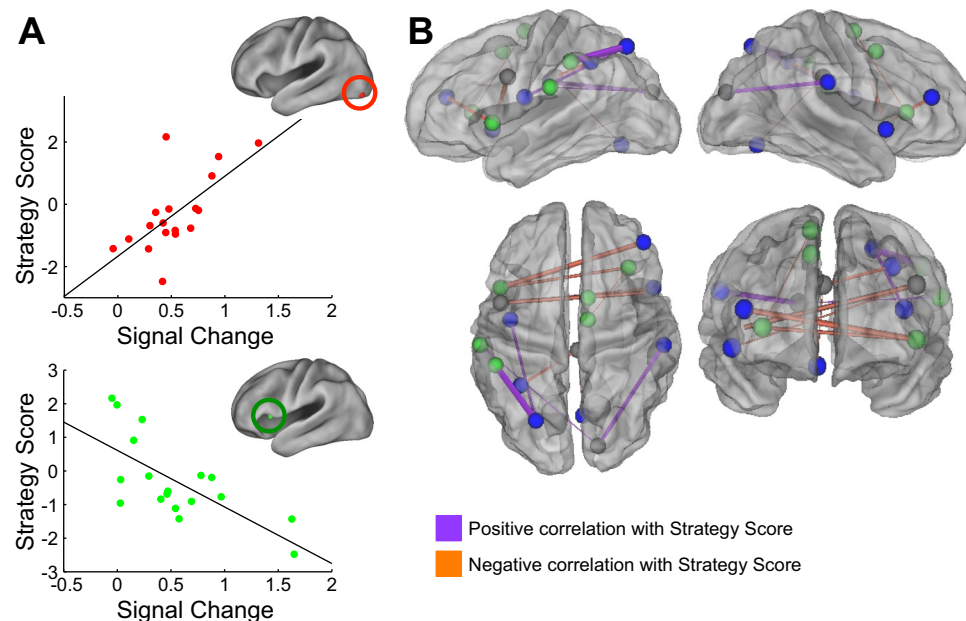 A
B
Strategy Score
2
0
-2
-0.5 0 0.5 1 1.5 2
Signal Change
Strategy Score
3
2
1
0
-1
-2
-3
-0.5 0 0.5 1 1.5 2
Signal Change
Positive correlation with Strategy Score
Negative correlation with Strategy Score